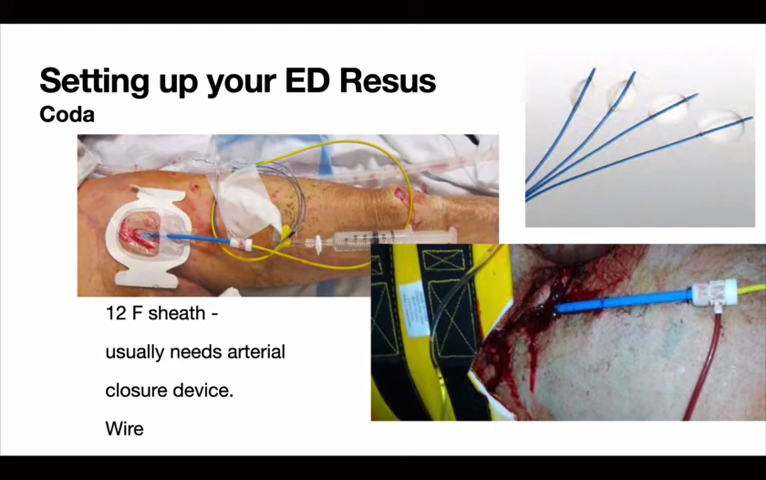 Setting up your ED Resus
Coda
12 F sheath -
usually needs arterial
closure device.
Wire